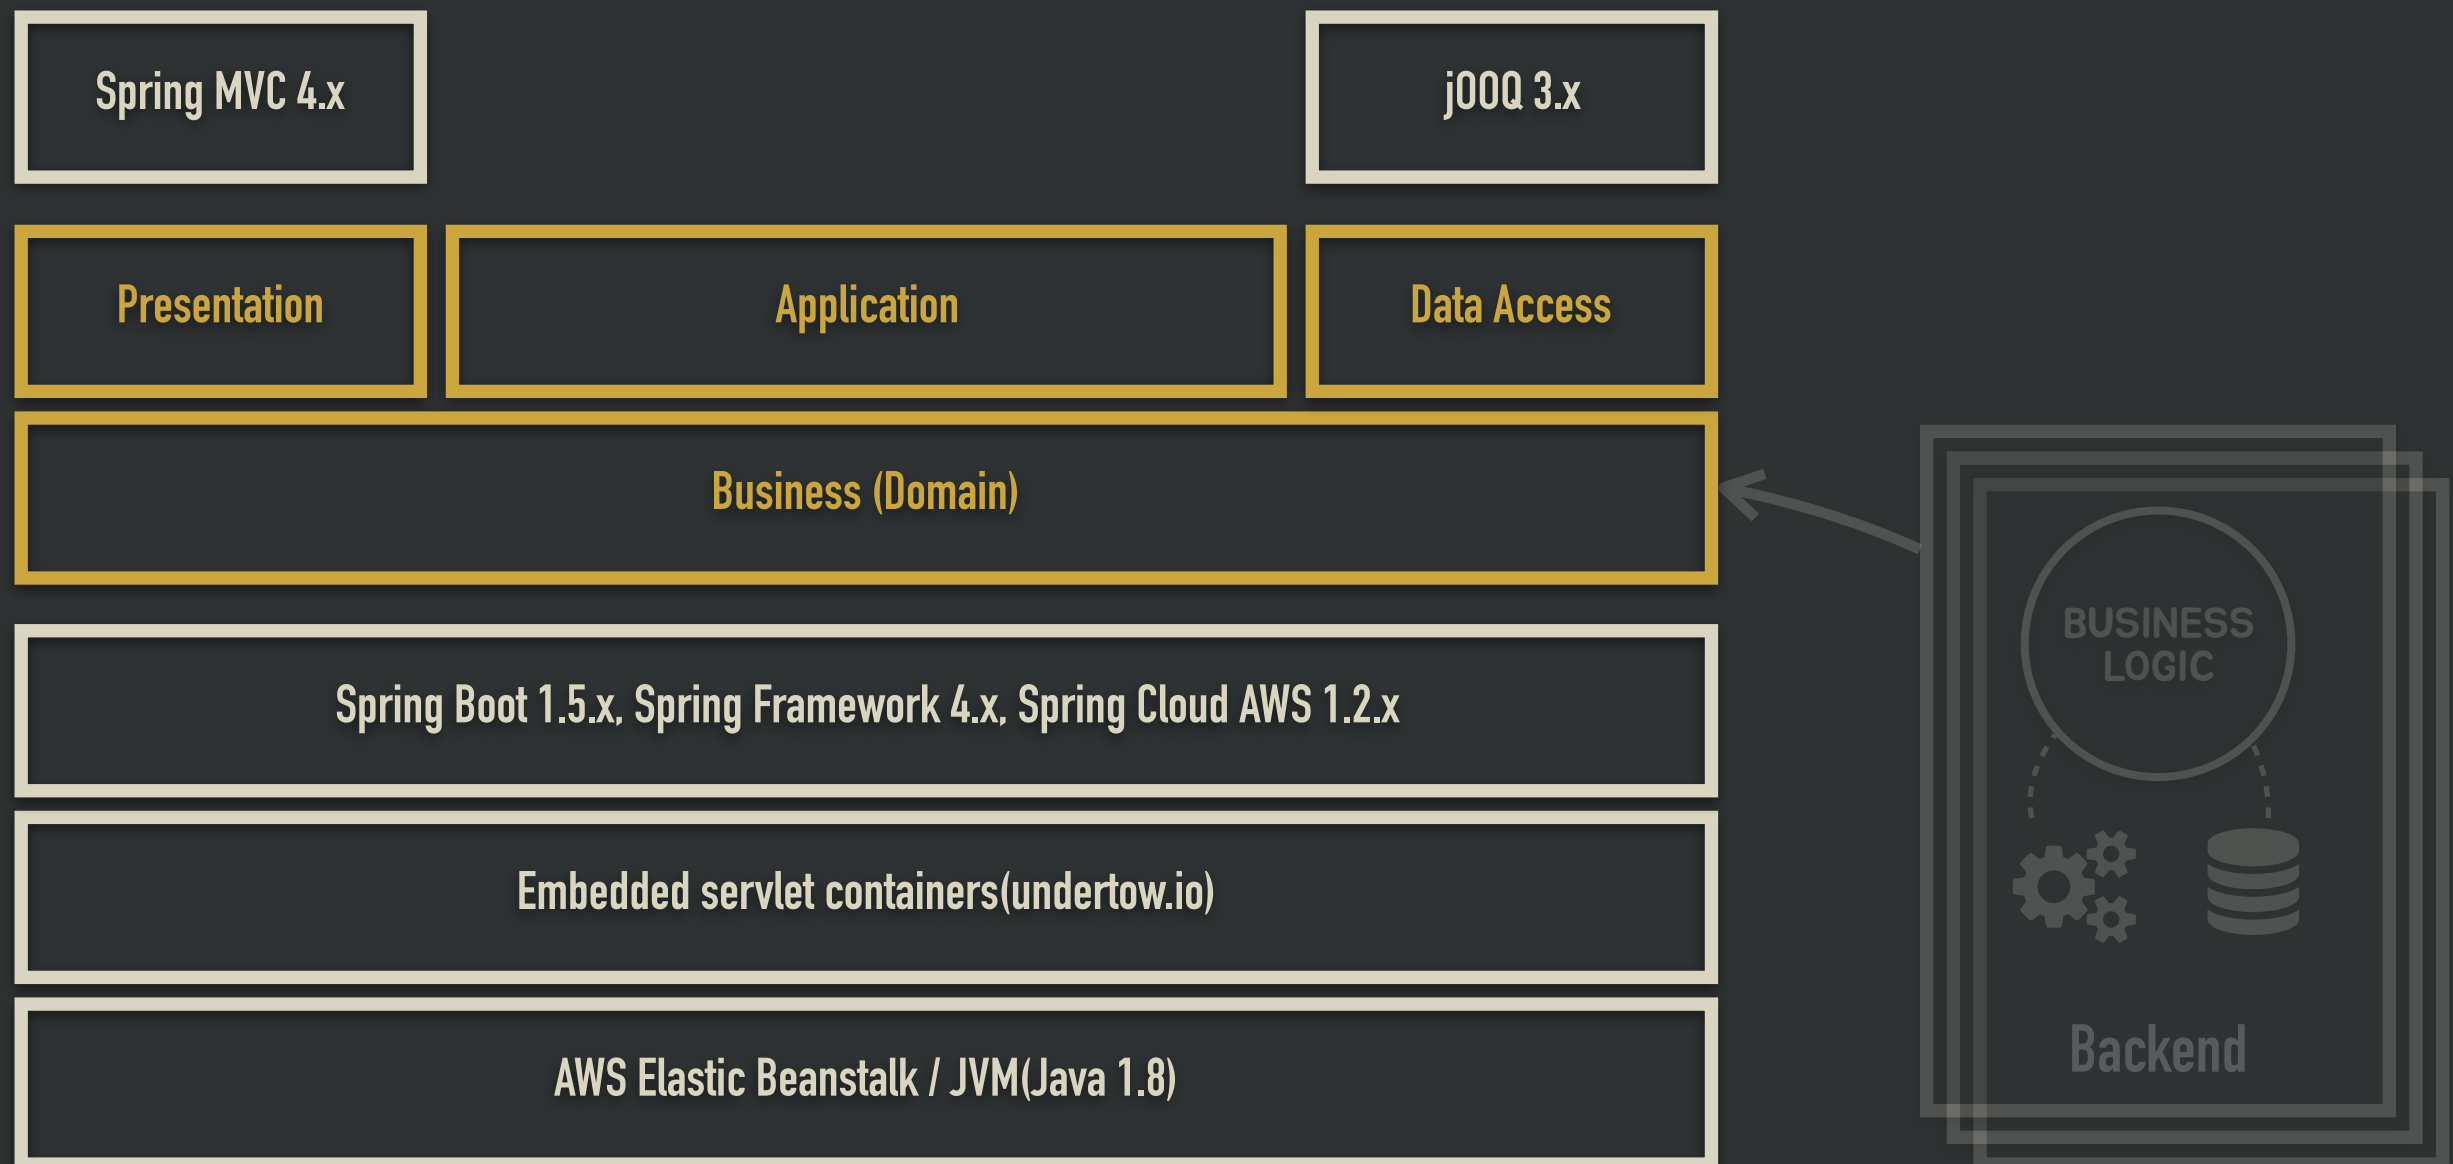 Spring MVC 4.x
jOOQ 3.x
Presentation
Application
Data Access
Business (Domain)
Spring Boot 1.5.x, Spring Framework 4.x, Spring Cloud AWS 1.2.x
Embedded servlet containers(undertow.io)
AWS Elastic Beanstalk / JVM(Java 1.8)
BUSINESS
LOGIC
Backend